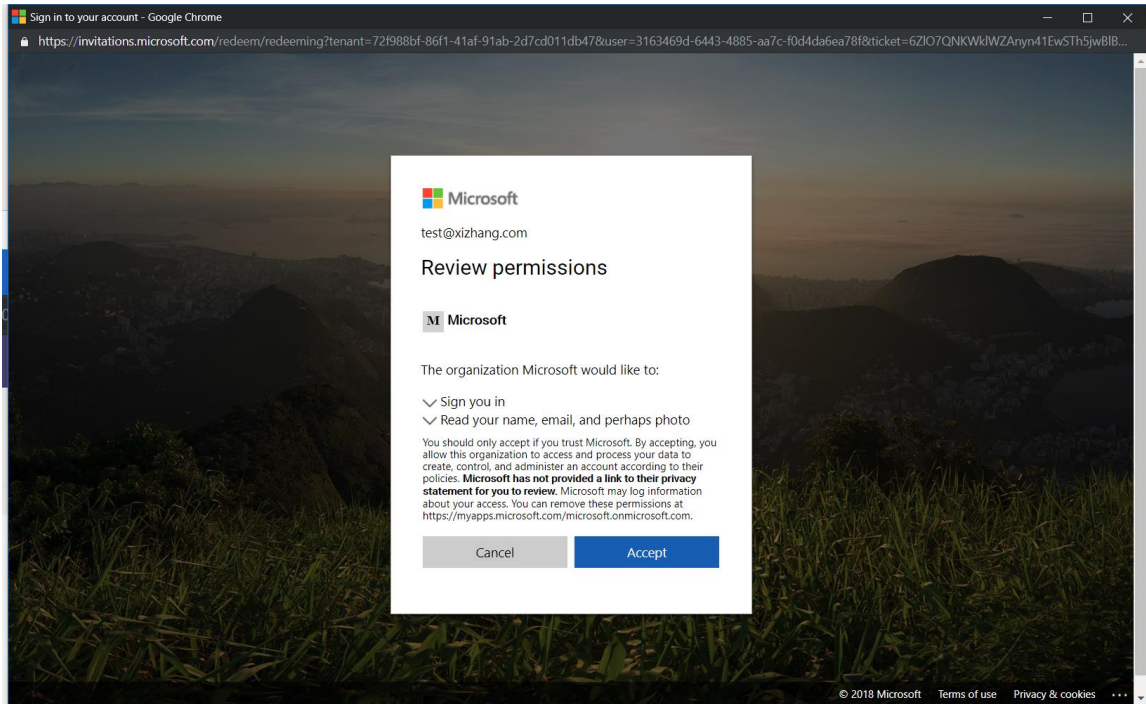 Sign in to your account - Google Chrome
https://invitations.microsoft.com/redeem/redeeming?tenant=72f988bf-86f1-41af-91ab-2d7cd011db47&user=3163469d-6443-4885-aa7c-f0d4da6ea78f&ticket=6ZlO7QNKWklWZAnyn41EwSTh5jwBlB...
Microsoft
test@xizhang.com
Review permissions
M Microsoft
The organization Microsoft would like to:
Sign you in
Read your name, email, and perhaps photo
You should only accept if you trust Microsoft. By accepting, you
allow this organization to access and process your data to
create, control, and administer an account according to their
policies. Microsoft has not provided a link to their privacy
statement for you to review. Microsoft may log information
about your access. You can remove these permissions at
https://myapps.microsoft.com/microsoft.onmicrosoft.com.
Cancel Accept
© 2018 Microsoft Terms of use Privacy & cookies ...